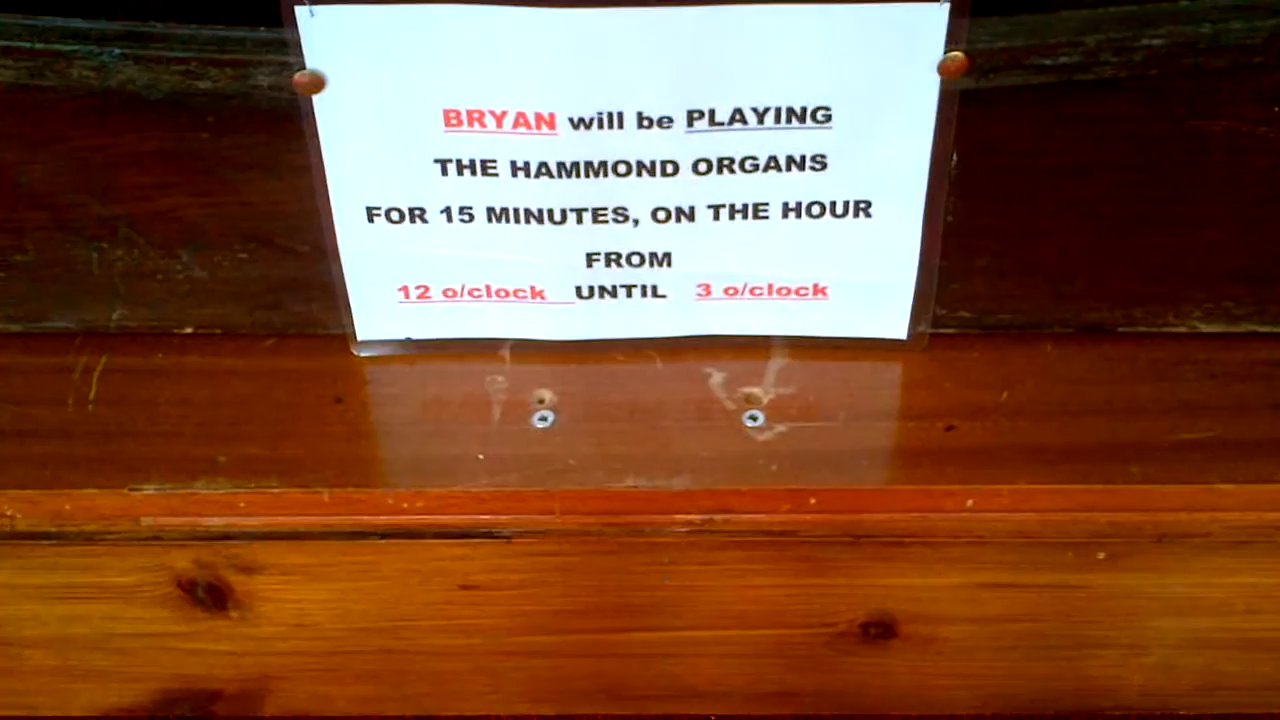 BRYAN will be PLAYING
THE HAMMOND ORGANS
FOR 15 MINUTES, ON THE HOUR
FROM
12 o/clock UNTIL 3 o/clock